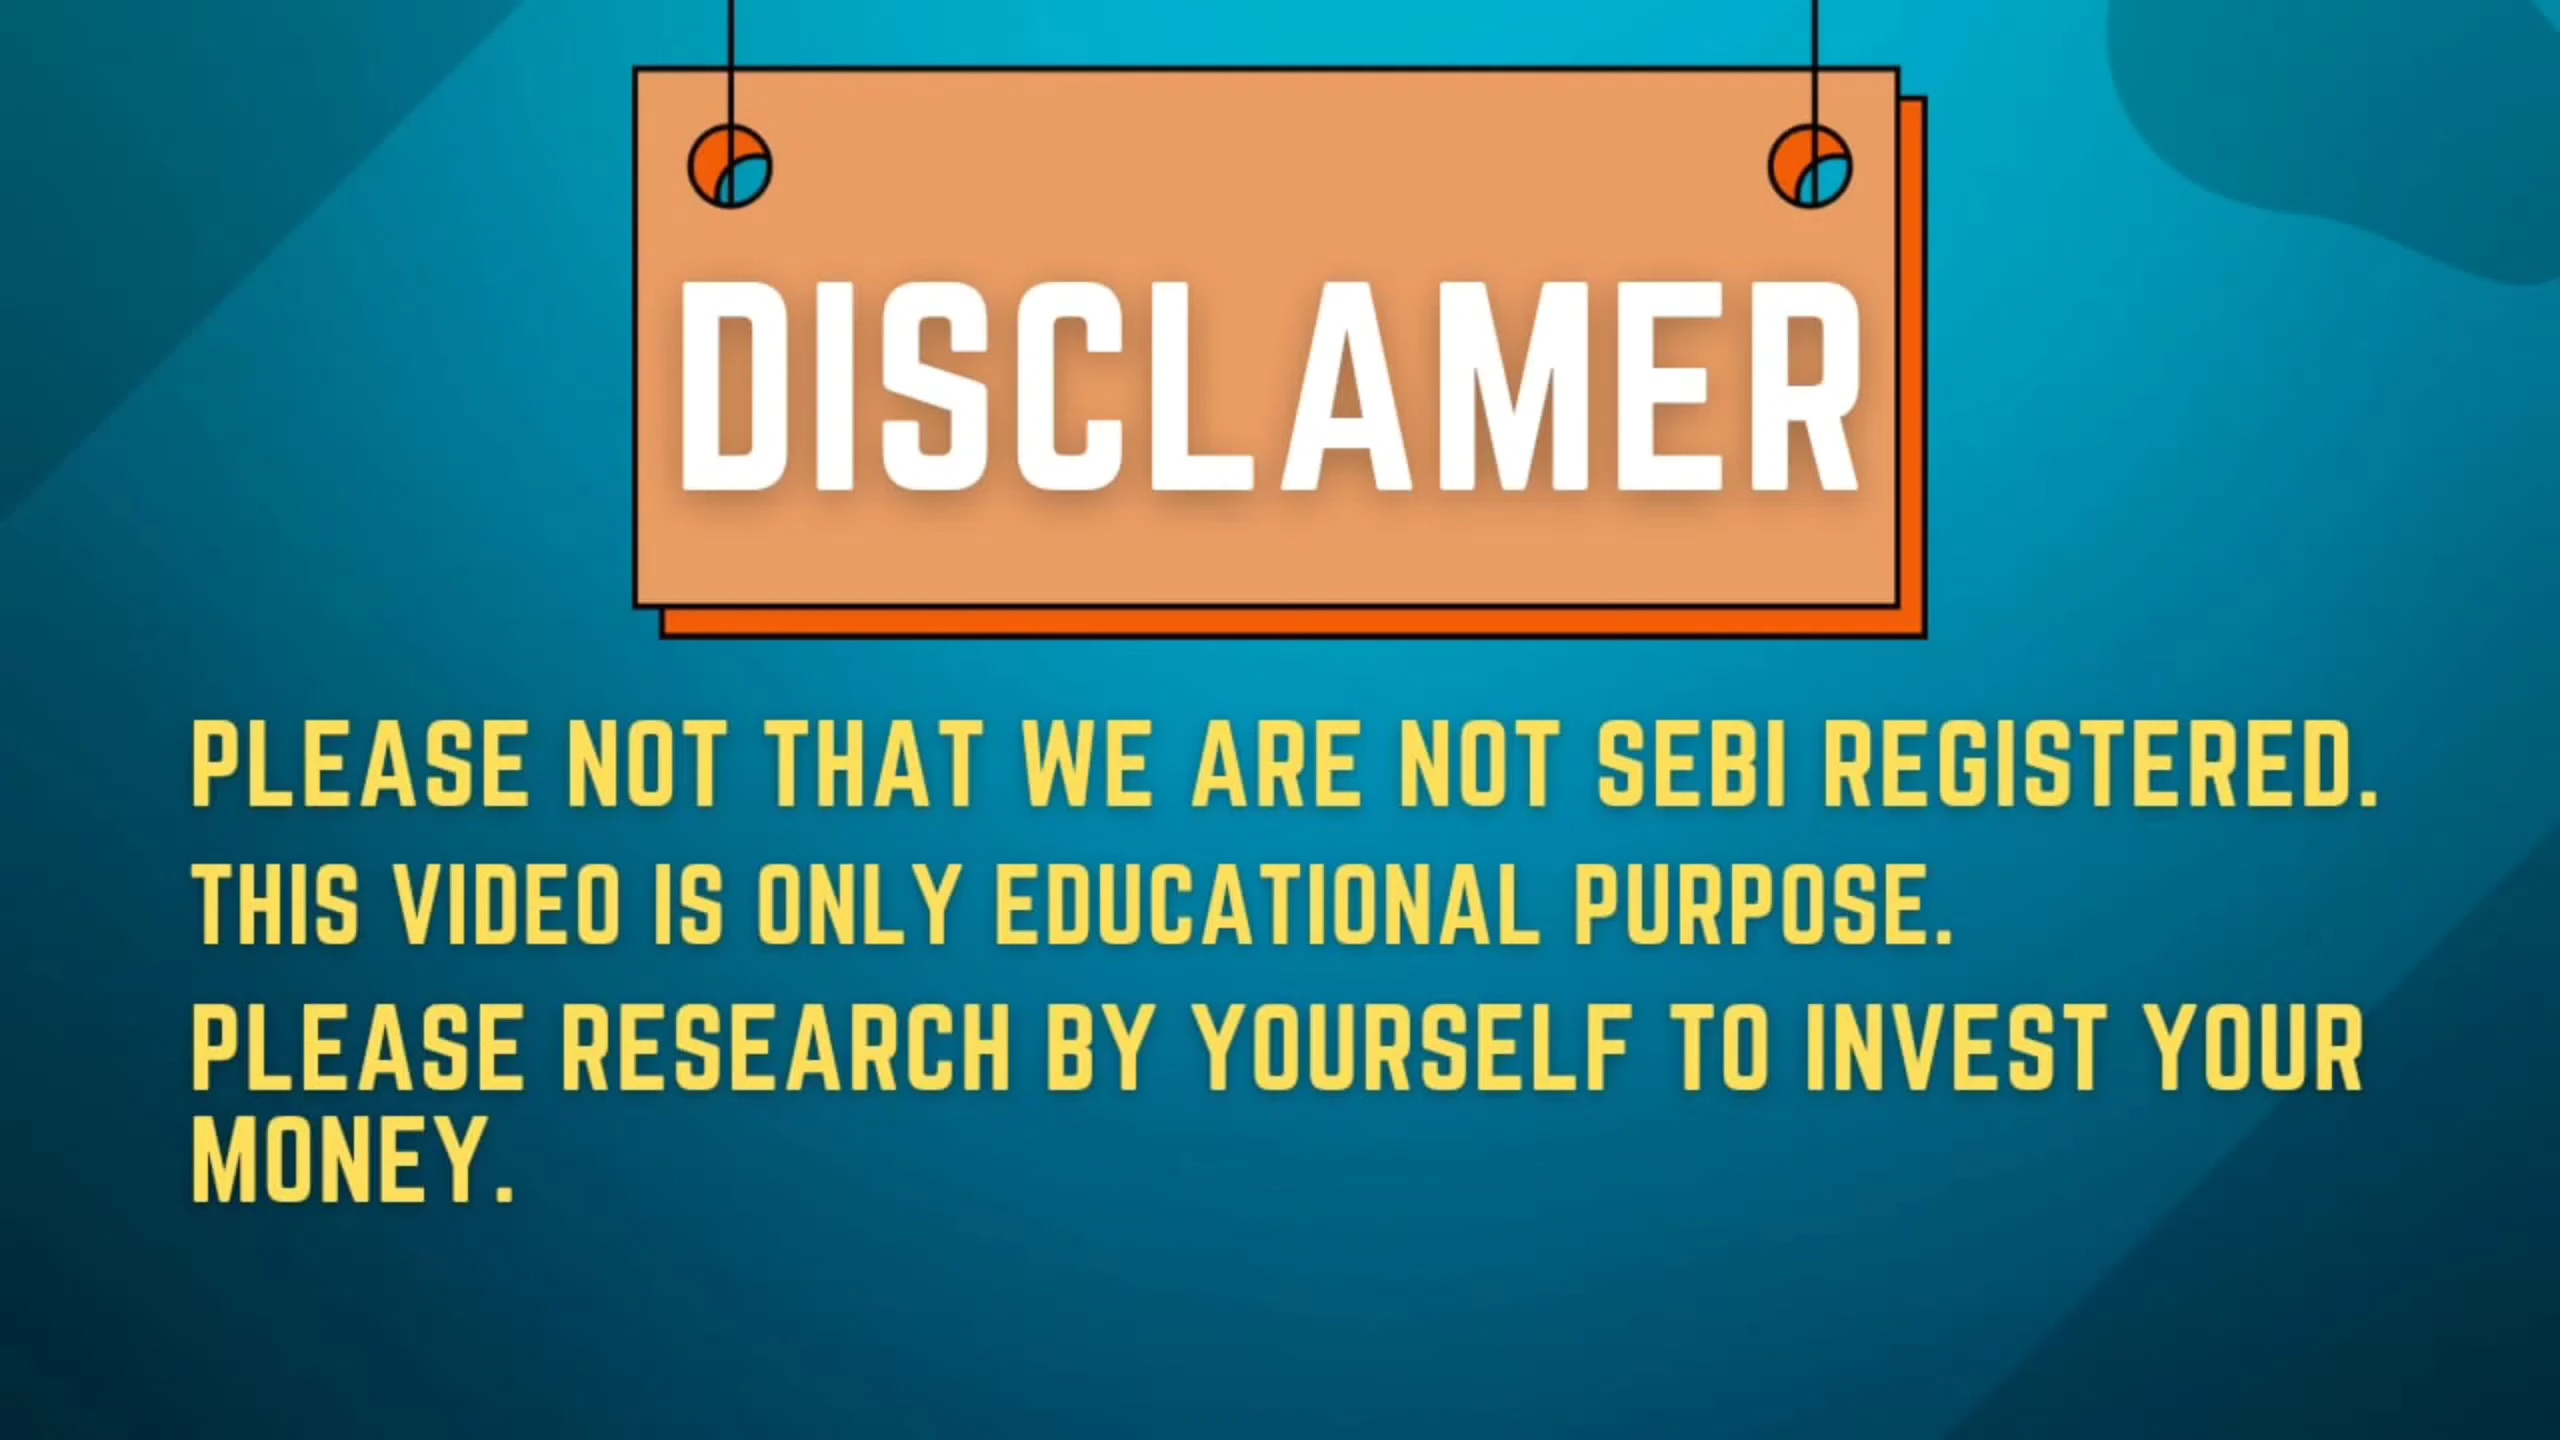 DISCLAMER
PLEASE NOT THAT WE ARE NOT SEBI REGISTERED.
THIS VIDEO IS ONLY EDUCATIONAL PURPOSE.
PLEASE RESEARCH BY YOURSELF TO INVEST YOUR
MONEY.